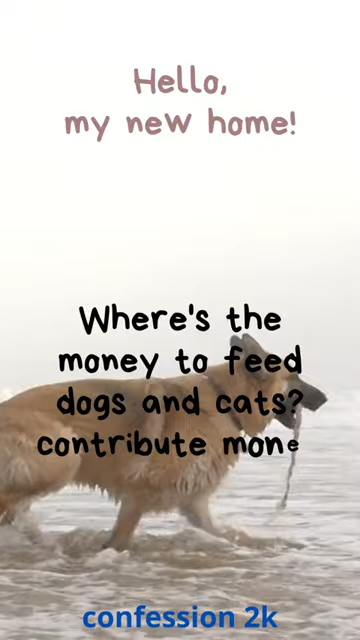 Hello,
my new home!
Where's the
money to feed
dogs and cats?
contribute mone
confession 2k